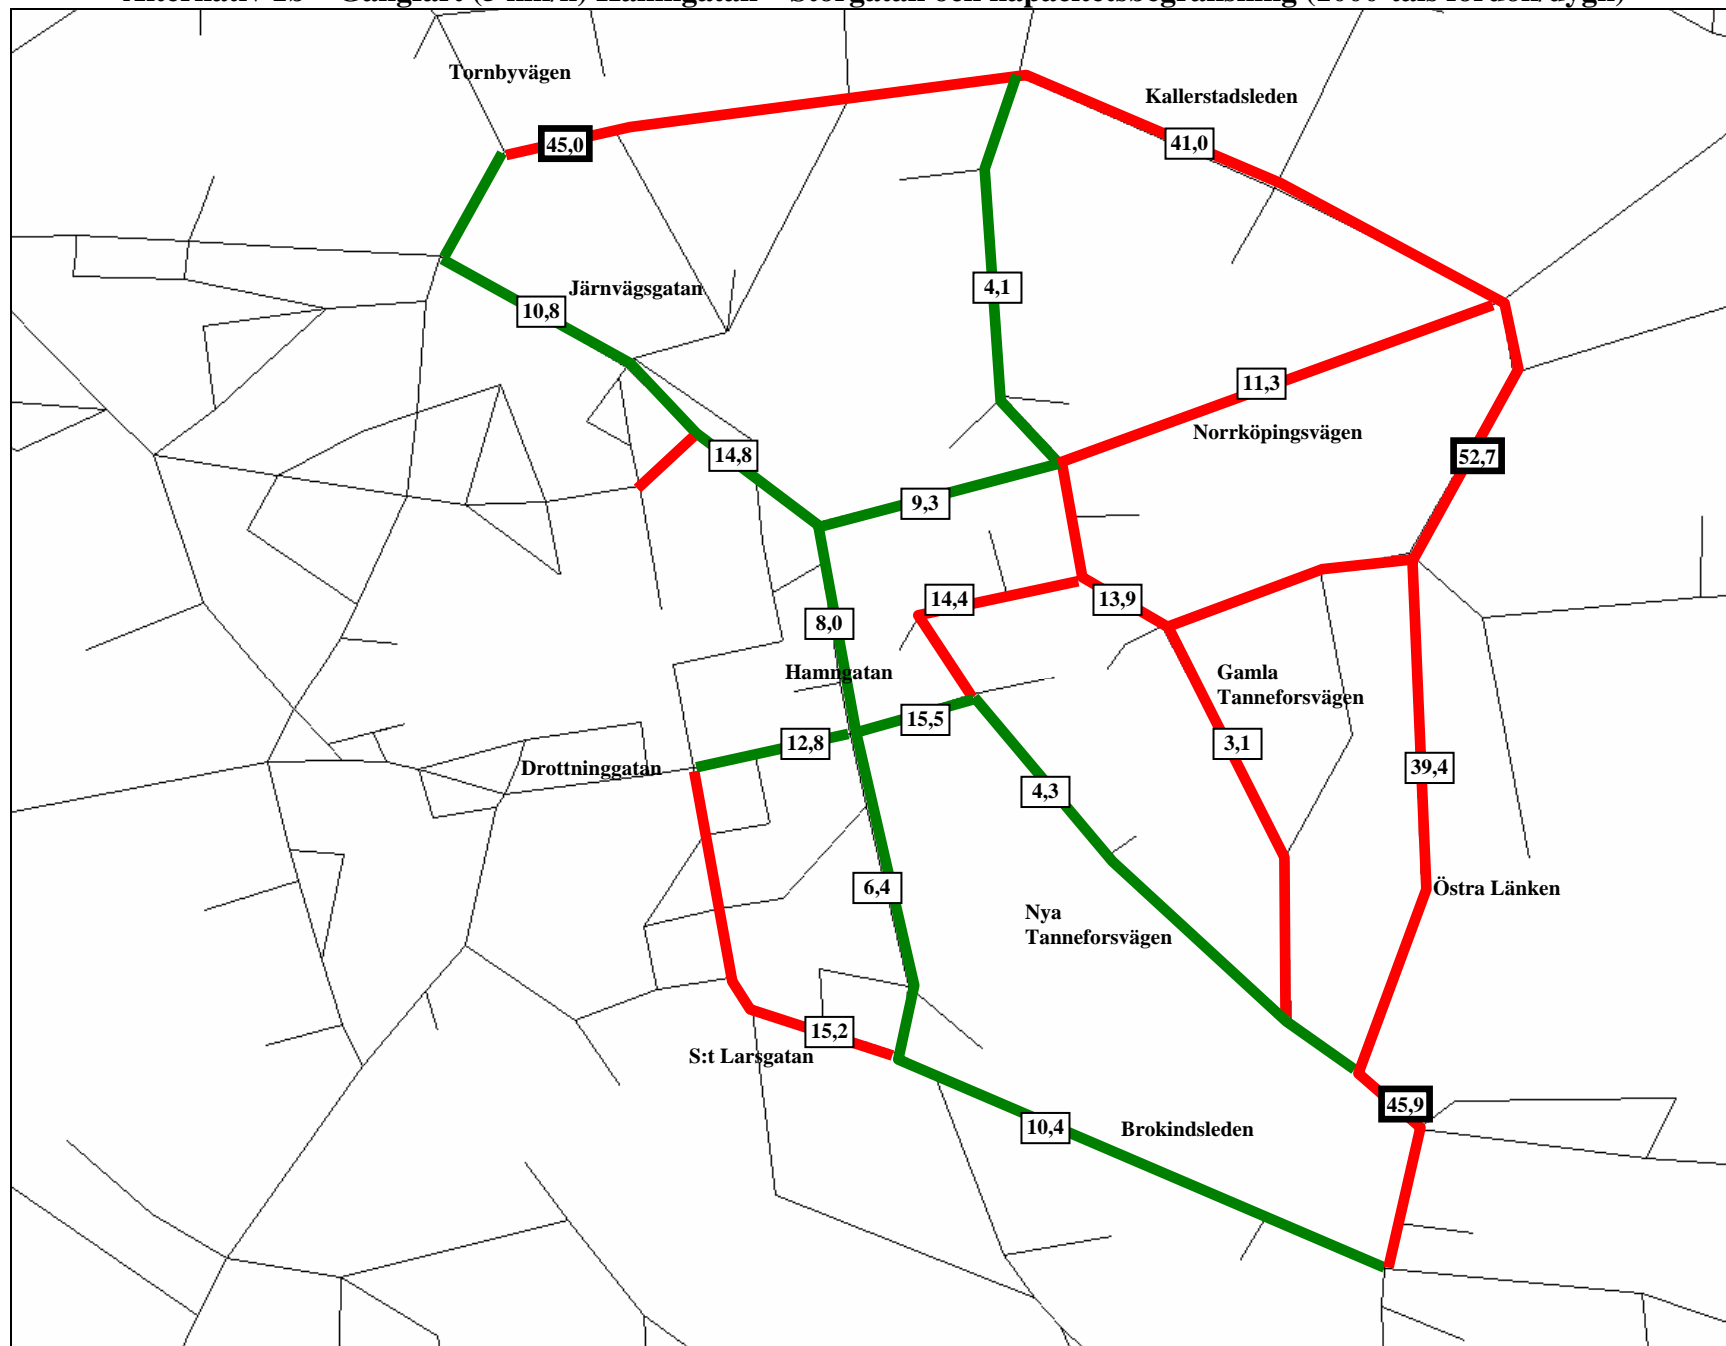 Tornbyvägen
Kallerstadsleden
45,0
41,0
Järnvägsgatan
4,1
10,8
11,3
Norrköpingsvägen
14,8
52,7
9,3
14,4
13,9
8,0
Hamngatan
Gamla
Tanneforsvägen
15,5
12,8
3,1
Drottninggatan
39,4
4,3
6,4
Östra Länken
Nya
Tanneforsvägen
15,2
S:t Larsgatan
45,9
10,4
Brokindsleden